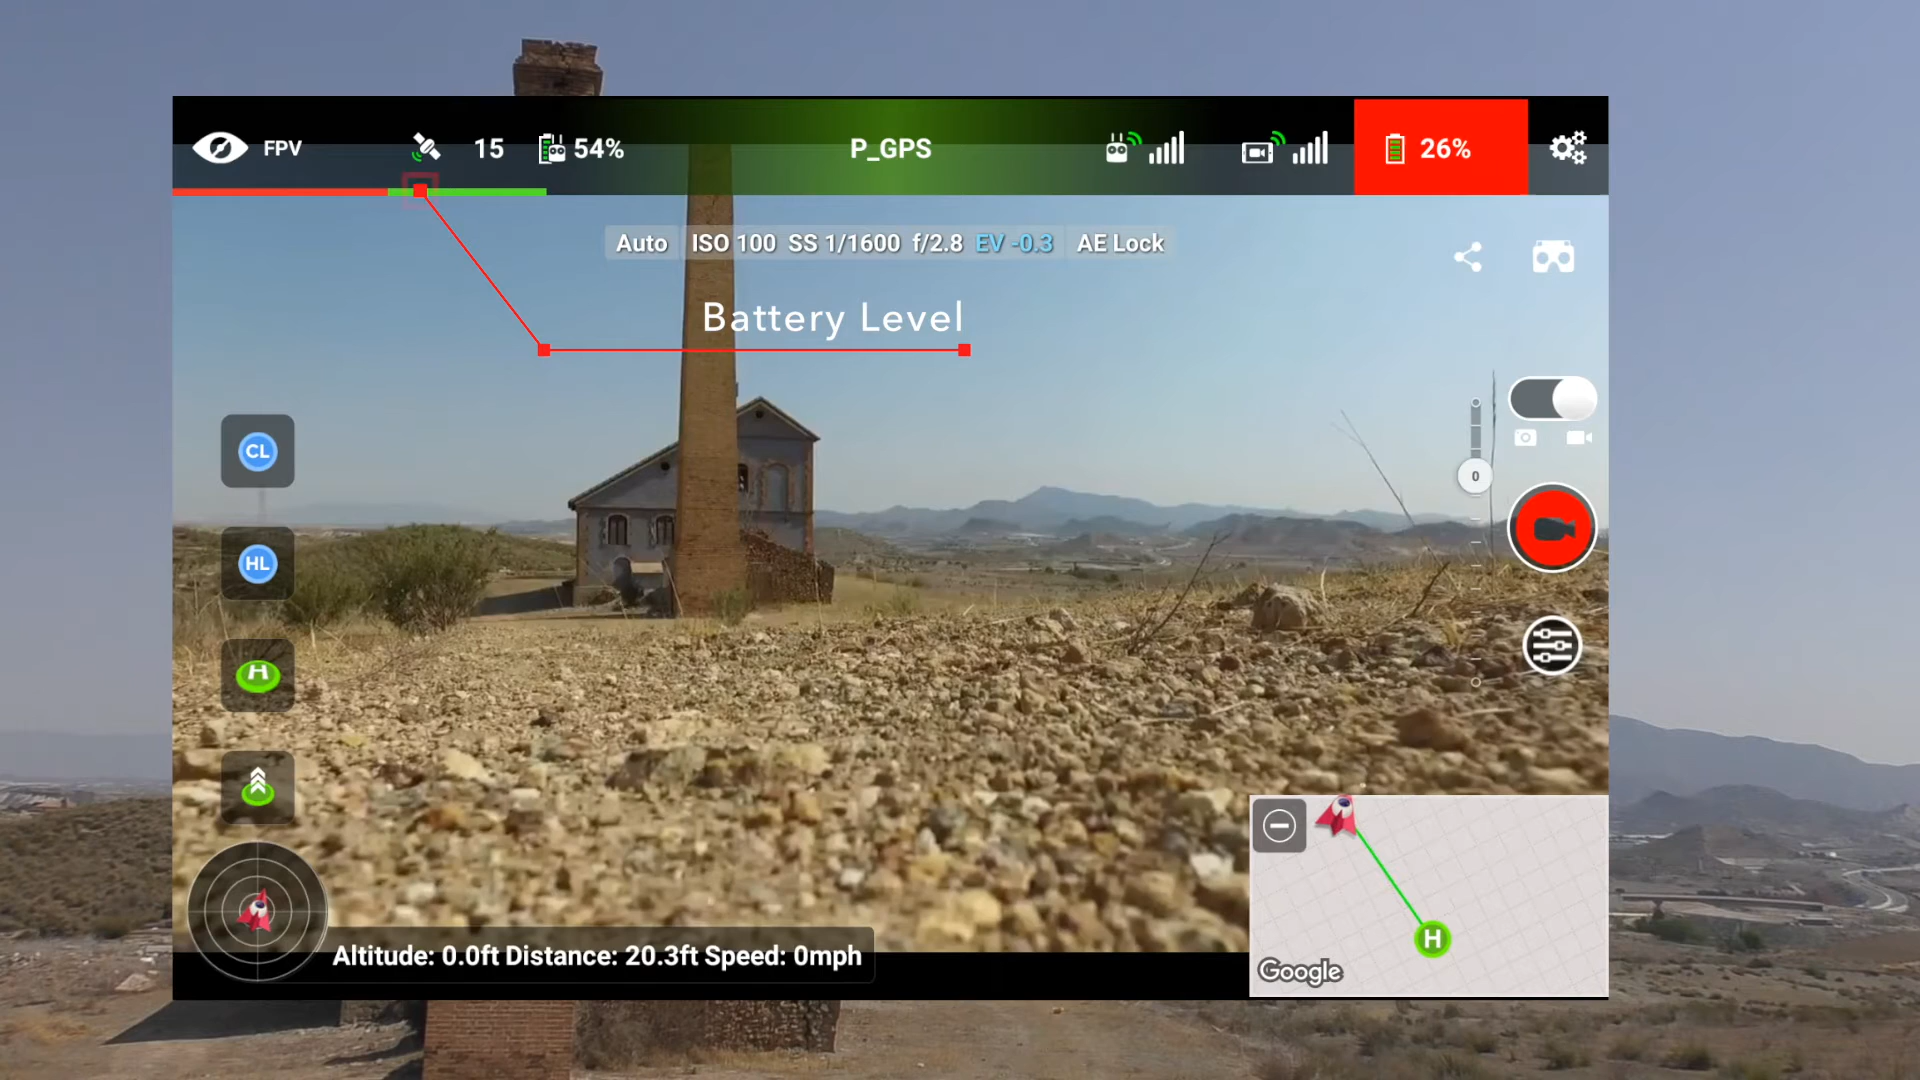 FPV 15 54% P_GPS 26%
Auto ISO 100 SS 1/1600 f/2.8 EV -0.3 AE Lock
Battery Level
CL
0
HL
H
H
Altitude: 0.0ft Distance: 20.3ft Speed: 0mph
Google